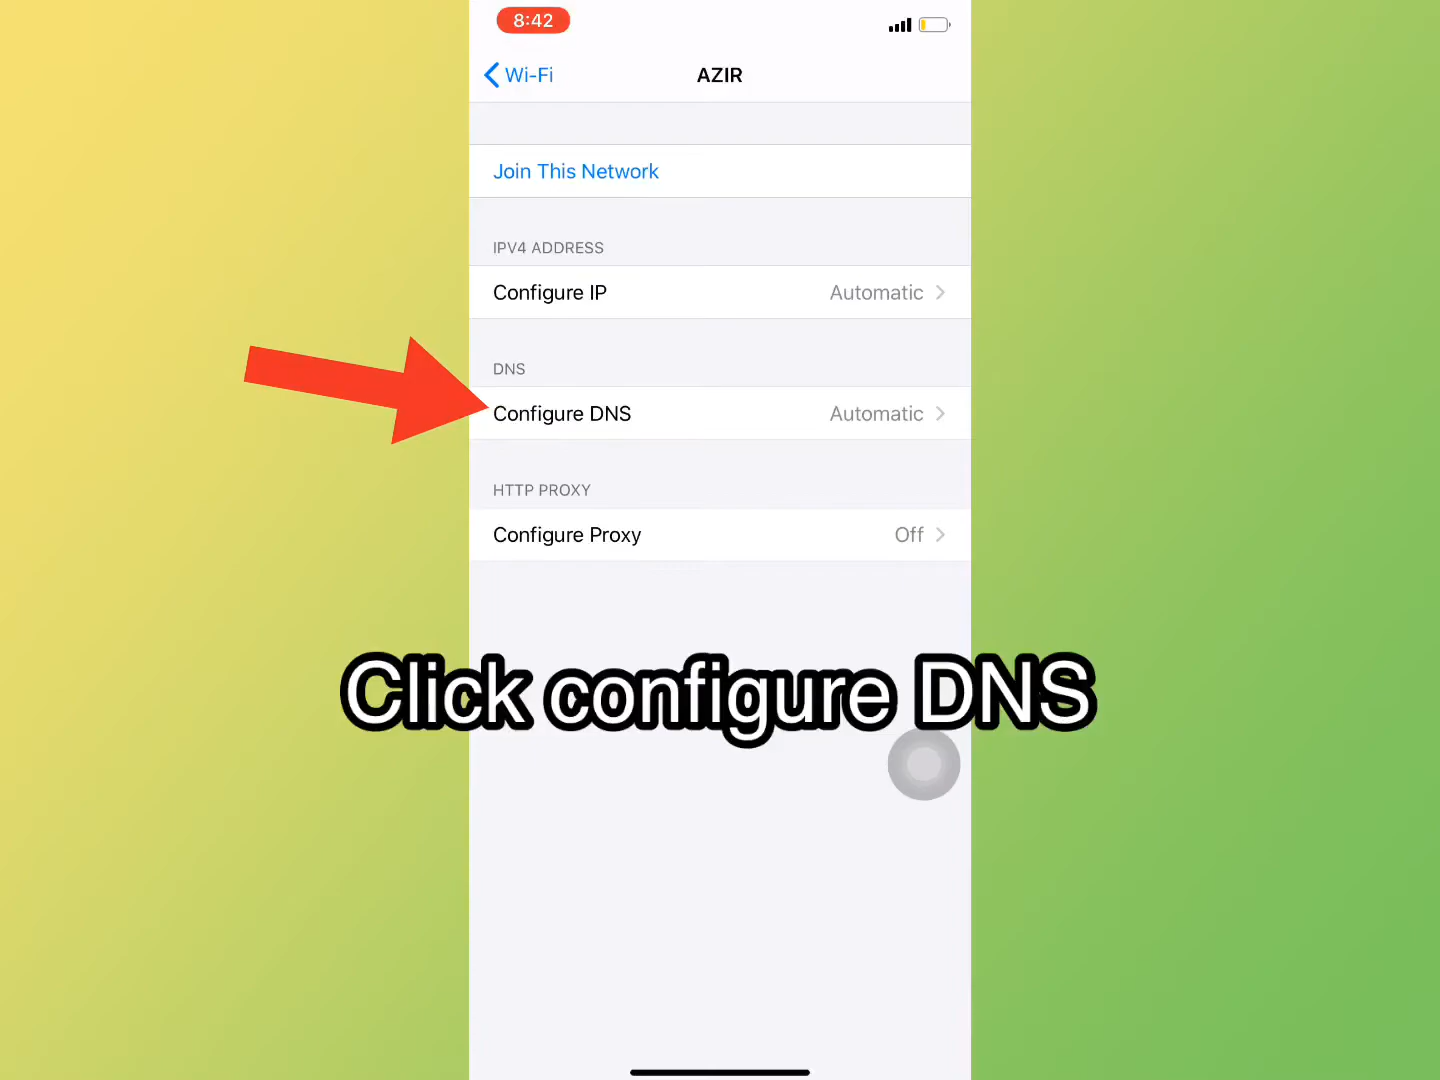 8:42
Wi-Fi
AZIR
Join This Network
IPV4 ADDRESS
Configure IP Automatic
DNS
Configure DNS Automatic
HTTP PROXY
Configure Proxy Off
Click configure DNS